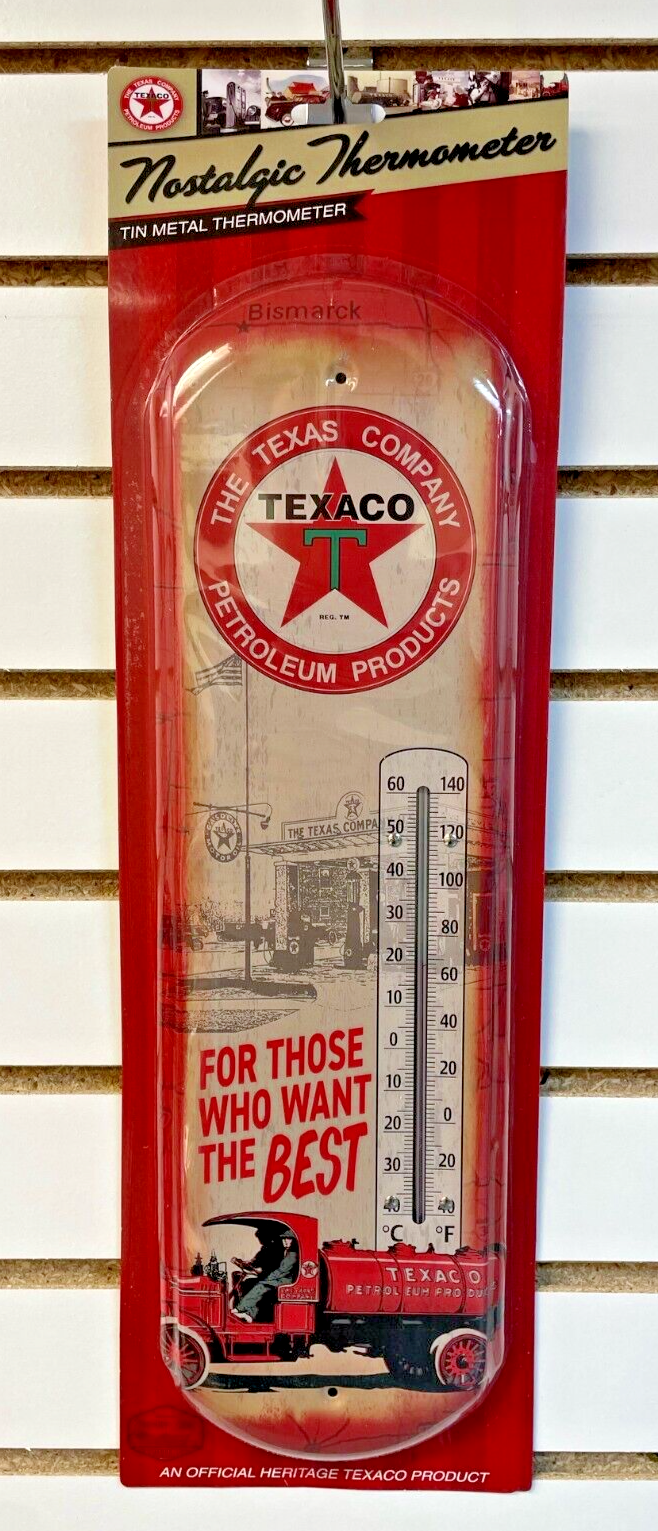 THE TEXAS COMPANY
TEXACO
PETROLEUM PRODUCTS
Nostalgic Thermometer
TIN METAL THERMOMETER
Bismarck
THE TEXAS COMPANY
TEXACO
T
REG. TM
PETROLEUM PRODUCTS
THE TEXAS COMPA
60 140
50 120
40 100
30 80
20 60
10 40
0 20
10 0
20 20
30 40
40
°C °F
FOR THOSE
WHO WANT
THE BEST
TEXACO
PETROLEUM PRODUC
AN OFFICIAL HERITAGE TEXACO PRODUCT